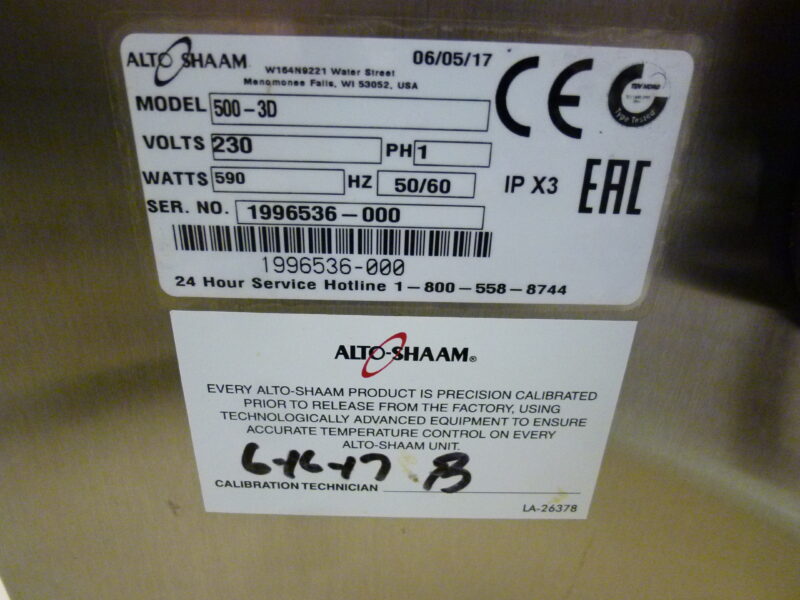 ALTO SHAAM 06/05/17
W164N9221 Water Street
Menomonee Falls, WI 53052, USA
MODEL 500-3D
CE
TUV NORD
Type Tested
VOLTS 230 PH 1
WATTS 590 HZ 50/60 IP X3 EAC
SER. NO. 1996536-000
1996536-000
24 Hour Service Hotline 1-800-558-8744
ALTO-SHAAM®
EVERY ALTO-SHAAM PRODUCT IS PRECISION CALIBRATED
PRIOR TO RELEASE FROM THE FACTORY, USING
TECHNOLOGICALLY ADVANCED EQUIPMENT TO ENSURE
ACCURATE TEMPERATURE CONTROL ON EVERY
ALTO-SHAAM UNIT.
6-16-17
CALIBRATION TECHNICIAN
LA-26378